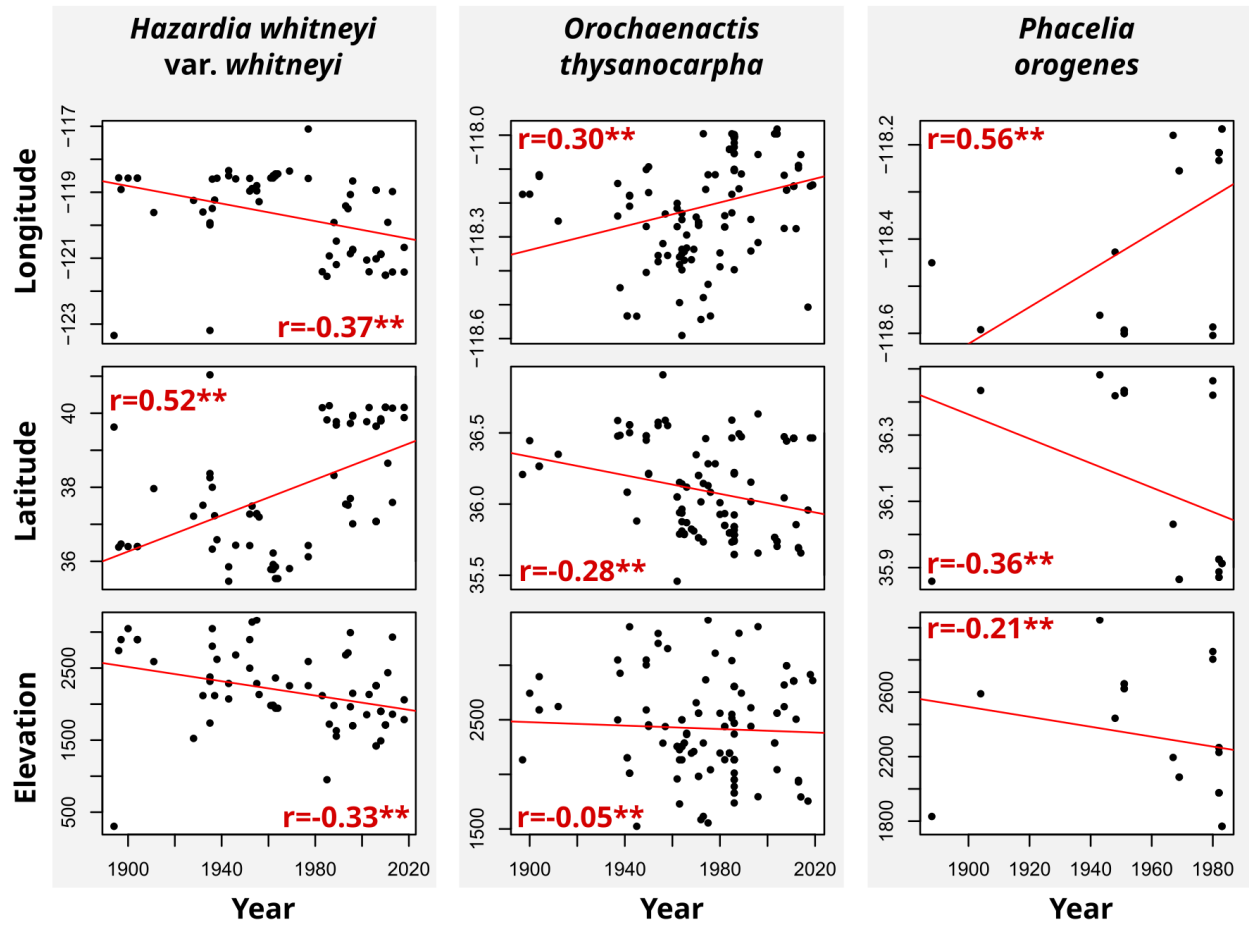 Hazardia whitneyi
var. whitneyi
Orochaenactis
thysanocarpha
Phacelia
orogenes
Longitude
-117
-119
-121
-123
r=-0.37**
-118.0
-118.3
-118.6
r=0.30**
-118.2
-118.4
-118.6
r=0.56**
Latitude
40
38
36
r=0.52**
36.5
36.0
35.5
r=-0.28**
36.3
36.1
35.9
r=-0.36**
Elevation
2500
1500
500
r=-0.33**
2500
1500
r=-0.05**
2600
2200
1800
r=-0.21**
1900 1940 1980 2020
1900 1940 1980 2020
1900 1920 1940 1960 1980
Year
Year
Year